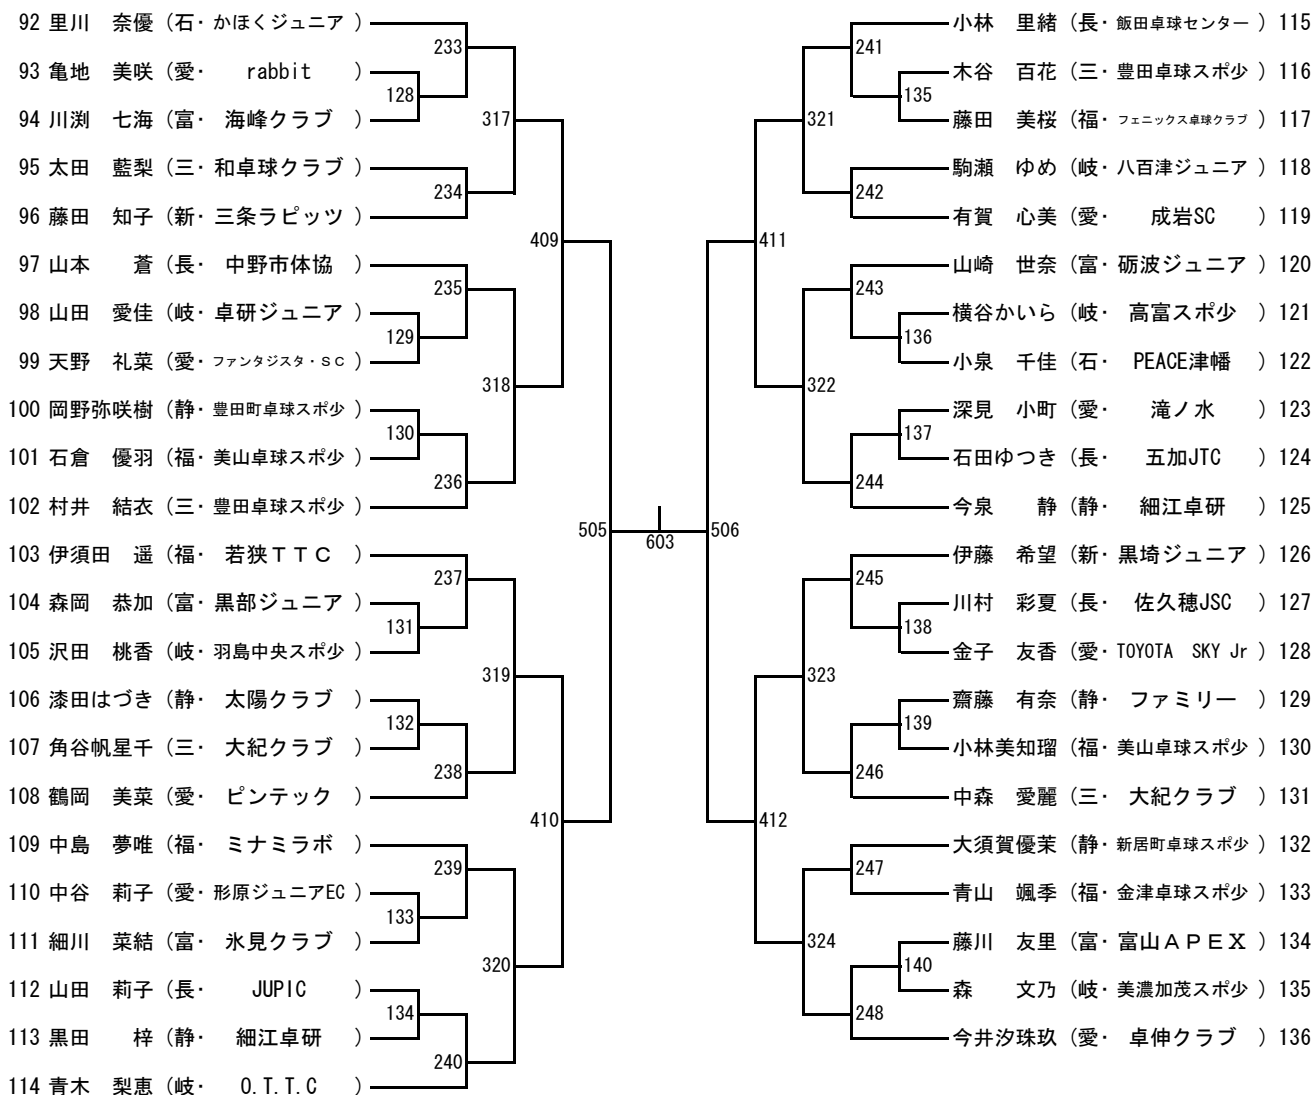 92 里川　奈優（石・かほくジュニア）
93 亀地　美咲（愛・　rabbit　）
94 川渕　七海（富・海峰クラブ）
95 太田　藍梨（三・和卓球クラブ）
96 藤田　知子（新・三条ラピッツ）
97 山本　　蒼（長・中野市体協）
98 山田　愛佳（岐・卓研ジュニア）
99 天野　礼菜（愛・ファンタジスタ・ＳＣ）
100 岡野弥咲樹（静・豊田町卓球スポ少）
101 石倉　優羽（福・美山卓球スポ少）
102 村井　結衣（三・豊田卓球スポ少）
103 伊須田　遥（福・若狭ＴＴＣ）
104 森岡　恭加（富・黒部ジュニア）
105 沢田　桃香（岐・羽島中央スポ少）
106 漆田はづき（静・太陽クラブ）
107 角谷帆星千（三・大紀クラブ）
108 鶴岡　美菜（愛・ピンテック）
109 中島　夢唯（福・ミナミラボ）
110 中谷　莉子（愛・形原ジュニアEC）
111 細川　菜結（富・氷見クラブ）
112 山田　莉子（長・JUPIC）
113 黒田　　梓（静・細江卓研）
114 青木　梨恵（岐・O.T.T.C）
233
128
317
234
409
235
129
318
130
236
505
237
131
319
132
238
410
239
133
320
134
240
603
506
241
135
321
242
411
243
136
322
137
244
245
138
323
139
246
412
247
324
140
248
小林　里緒（長・飯田卓球センター）115
木谷　百花（三・豊田卓球スポ少）116
藤田　美桜（福・フェニックス卓球クラブ）117
駒瀬　ゆめ（岐・八百津ジュニア）118
有賀　心美（愛・成岩SC）119
山崎　世奈（富・砺波ジュニア）120
横谷かいら（岐・高富スポ少）121
小泉　千佳（石・PEACE津幡）122
深見　小町（愛・滝ノ水）123
石田ゆつき（長・五加JTC）124
今泉　　静（静・細江卓研）125
伊藤　希望（新・黒埼ジュニア）126
川村　彩夏（長・佐久穂JSC）127
金子　友香（愛・TOYOTA　SKY Jr）128
齋藤　有奈（静・ファミリー）129
小林美知瑠（福・美山卓球スポ少）130
中森　愛麗（三・大紀クラブ）131
大須賀優茉（静・新居町卓球スポ少）132
青山　颯季（福・金津卓球スポ少）133
藤川　友里（富・富山ＡＰＥＸ）134
森　　文乃（岐・美濃加茂スポ少）135
今井汐珠玖（愛・卓伸クラブ）136